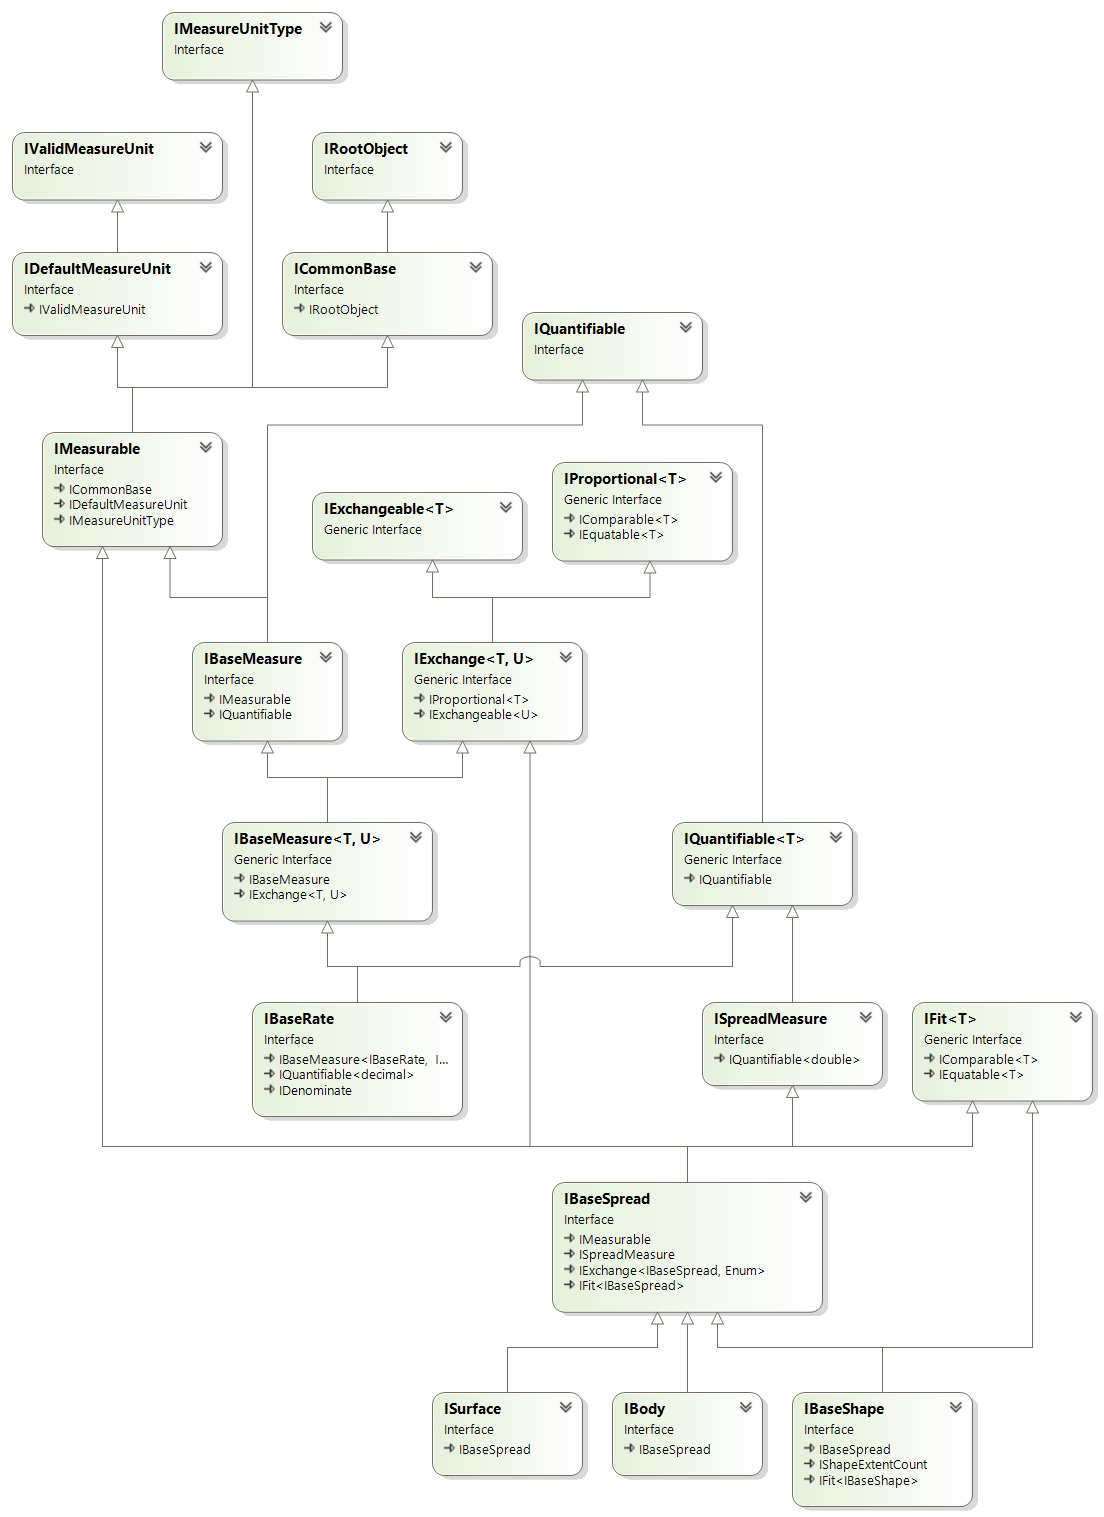 IMeasureUnitType
Interface
IValidMeasureUnit
Interface
IRootObject
Interface
IDefaultMeasureUnit
Interface
IValidMeasureUnit
ICommonBase
Interface
IRootObject
IQuantifiable
Interface
IMeasurable
Interface
ICommonBase
IDefaultMeasureUnit
IMeasureUnitType
IExchangeable<T>
Generic Interface
IProportional<T>
Generic Interface
IComparable<T>
IEquatable<T>
IBaseMeasure
Interface
IMeasurable
IQuantifiable
IExchange<T, U>
Generic Interface
IProportional<T>
IExchangeable<U>
IBaseMeasure<T, U>
Generic Interface
IBaseMeasure
IExchange<T, U>
IQuantifiable<T>
Generic Interface
IQuantifiable
IBaseRate
Interface
IBaseMeasure<IBaseRate, I...
IQuantifiable<decimal>
IDenominate
ISpreadMeasure
Interface
IQuantifiable<double>
IFit<T>
Generic Interface
IComparable<T>
IEquatable<T>
IBaseSpread
Interface
IMeasurable
ISpreadMeasure
IExchange<IBaseSpread, Enum>
IFit<IBaseSpread>
ISurface
Interface
IBaseSpread
IBody
Interface
IBaseSpread
IBaseShape
Interface
IBaseSpread
IShapeExtentCount
IFit<IBaseShape>